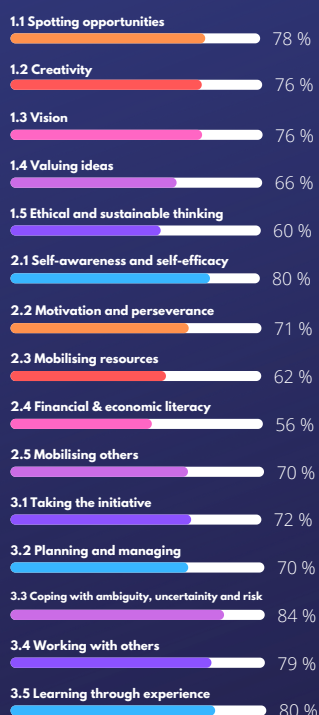 1.1 Spotting opportunities
78 %
1.2 Creativity
76 %
1.3 Vision
76 %
1.4 Valuing ideas
66 %
1.5 Ethical and sustainable thinking
60 %
2.1 Self-awareness and self-efficacy
80 %
2.2 Motivation and perseverance
71 %
2.3 Mobilising resources
62 %
2.4 Financial & economic literacy
56 %
2.5 Mobilising others
70 %
3.1 Taking the initiative
72 %
3.2 Planning and managing
70 %
3.3 Coping with ambiguity, uncertainity and risk
84 %
3.4 Working with others
79 %
3.5 Learning through experience
80 %